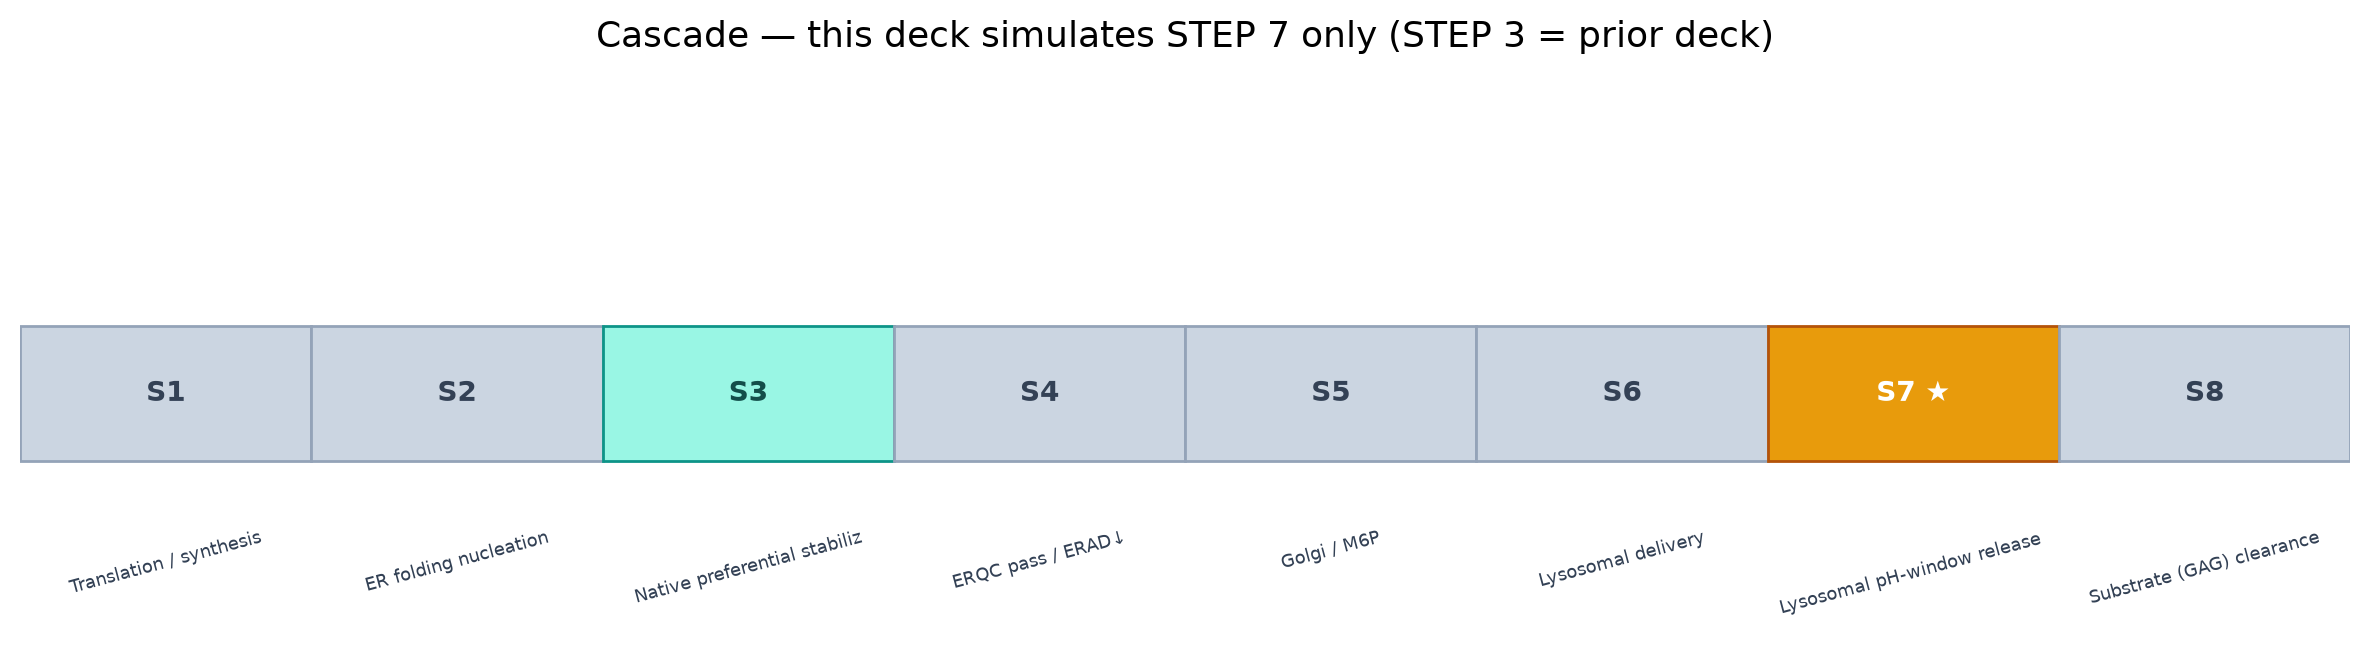 Cascade — this deck simulates STEP 7 only (STEP 3 = prior deck)
S1
S2
S3
S4
S5
S6
S7 ★
S8
Translation / synthesis
ER folding nucleation
Native preferential stabiliz
ERQC pass / ERAD↓
Golgi / M6P
Lysosomal delivery
Lysosomal pH-window release
Substrate (GAG) clearance